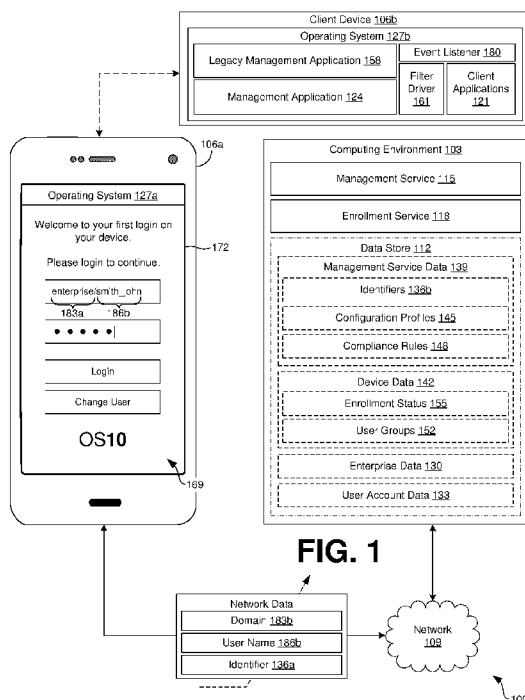 Client Device 106b
Operating System 127b
Legacy Management Application 158
Event Listener 180
Management Application 124
Filter
Driver
161
Client
Applications
121
106a
Operating System 127a
Welcome to your first login on
your device.
Please login to continue.
enterprise/smith_ohn
183a
186b
Login
Change User
OS10
169
172
Computing Environment 103
Management Service 115
Enrollment Service 118
Data Store 112
Management Service Data 139
Identifiers 136b
Configuration Profiles 145
Compliance Rules 148
Device Data 142
Enrollment Status 155
User Groups 152
Enterprise Data 130
User Account Data 133
FIG. 1
Network Data
Domain 183b
User Name 186b
Identifier 136a
Network
109